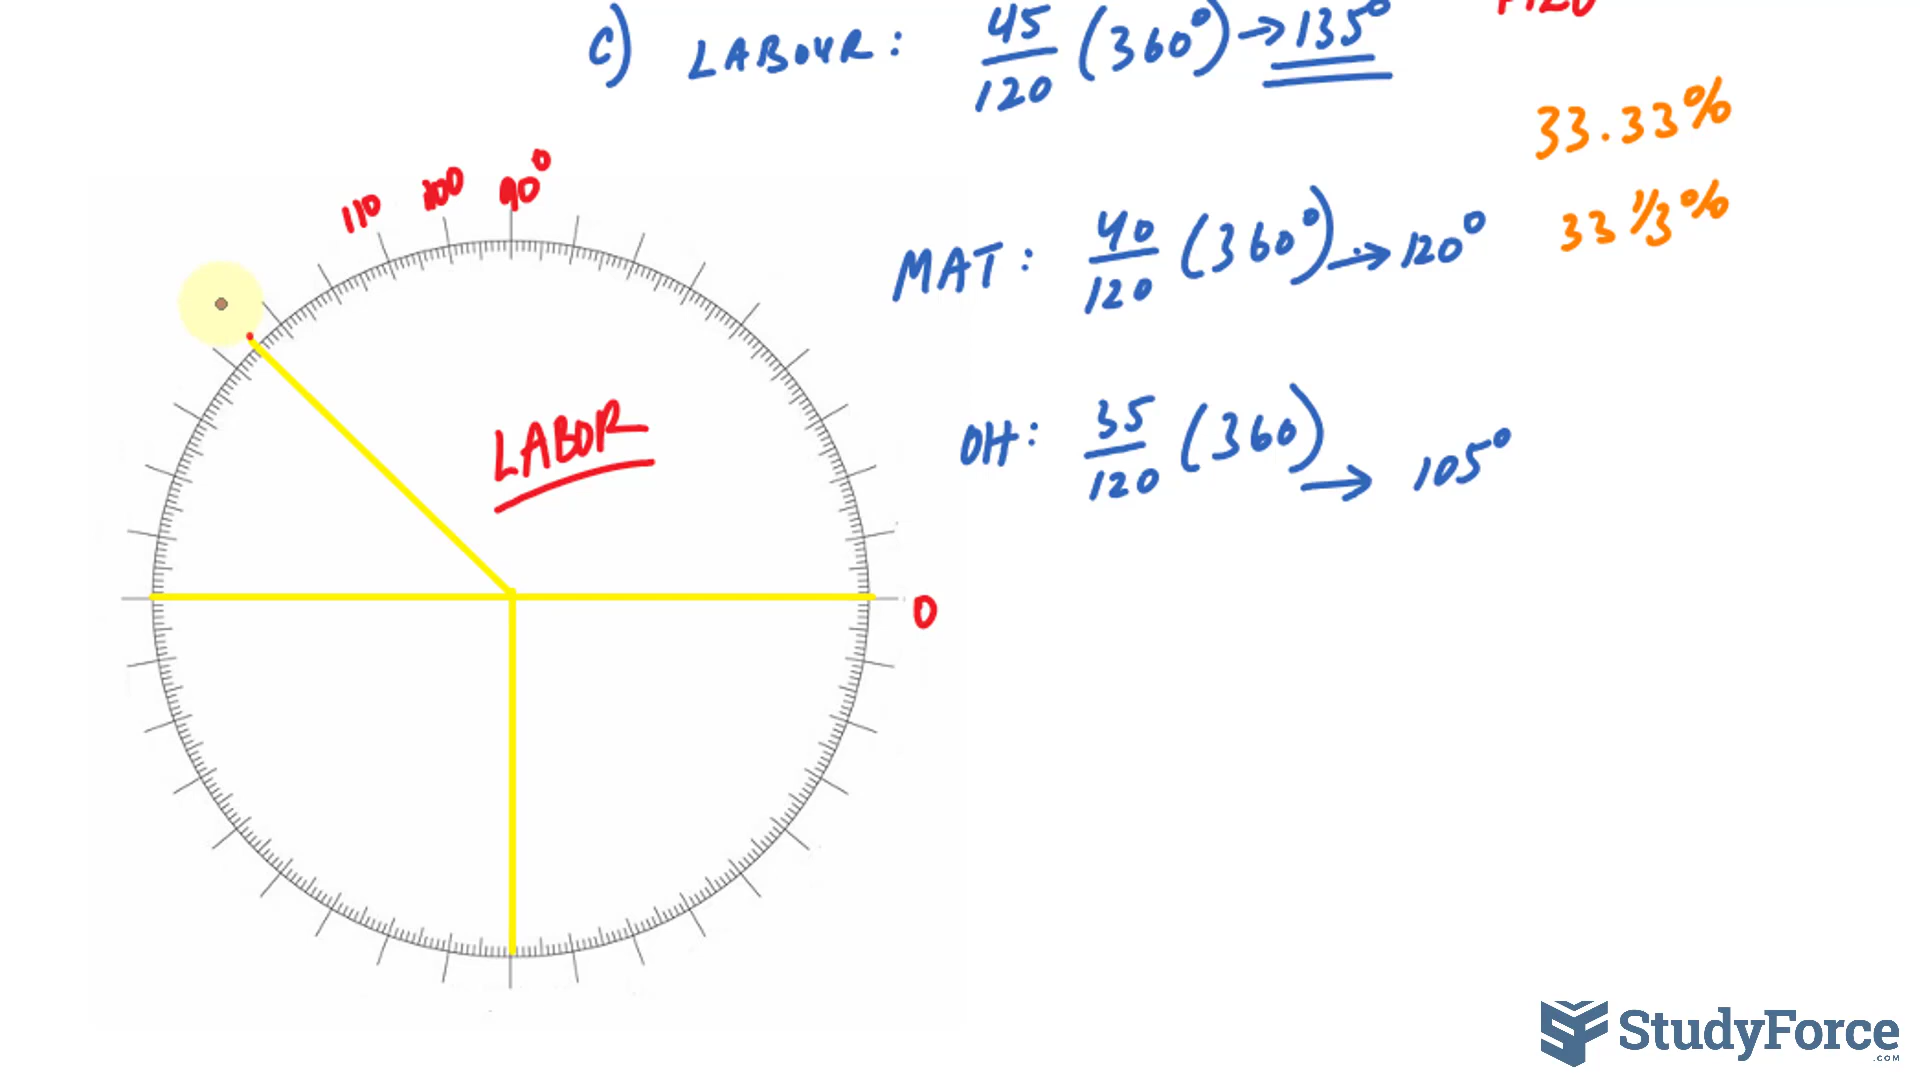 C) LABOUR: 45/120 (360°) → 135°
33.33%
33 1/3%
MAT: 40/120 (360°) → 120°
OH: 35/120 (360) → 105°
110 100 90°
LABOR
0
StudyForce
.COM